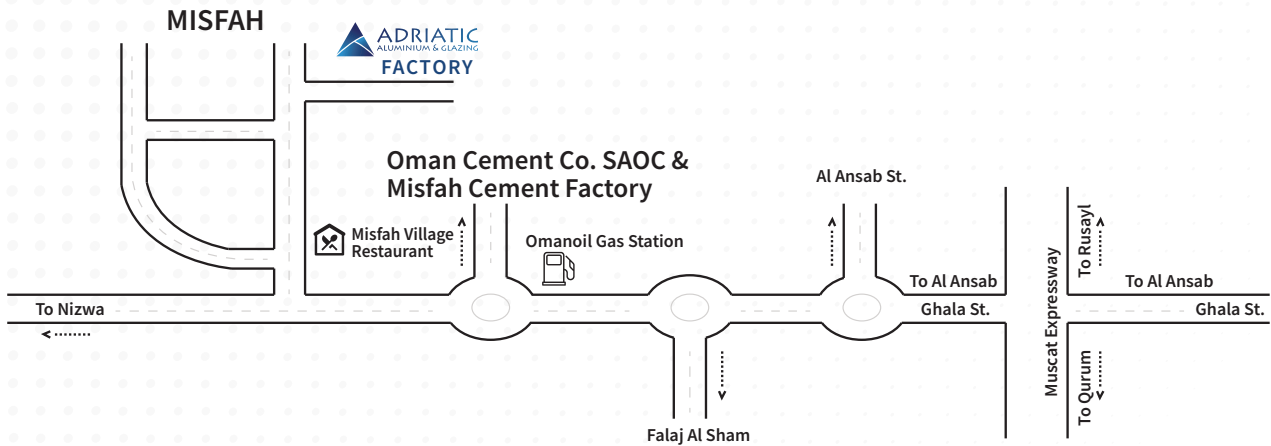 MISFAH
ADRIATIC
ALUMINIUM & GLAZING
FACTORY
Oman Cement Co. SAOC &
Misfah Cement Factory
Al Ansab St.
Misfah Village
Restaurant
Omanoil Gas Station
To Nizwa
To Al Ansab
Ghala St.
Muscat Expressway
To Rusayl
To Qurum
To Al Ansab
Ghala St.
Falaj Al Sham